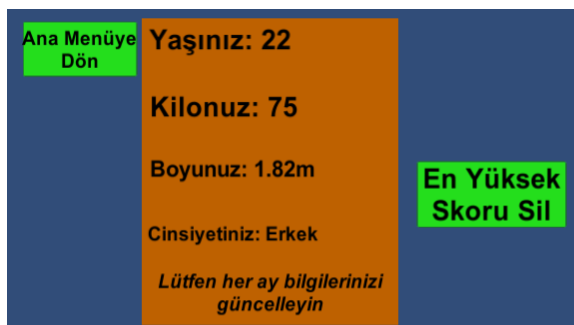 Ana Menüye
Dön
Yaşınız: 22
Kilonuz: 75
Boyunuz: 1.82m
En Yüksek
Skoru Sil
Cinsiyetiniz: Erkek
Lütfen her ay bilgilerinizi
güncelleyin